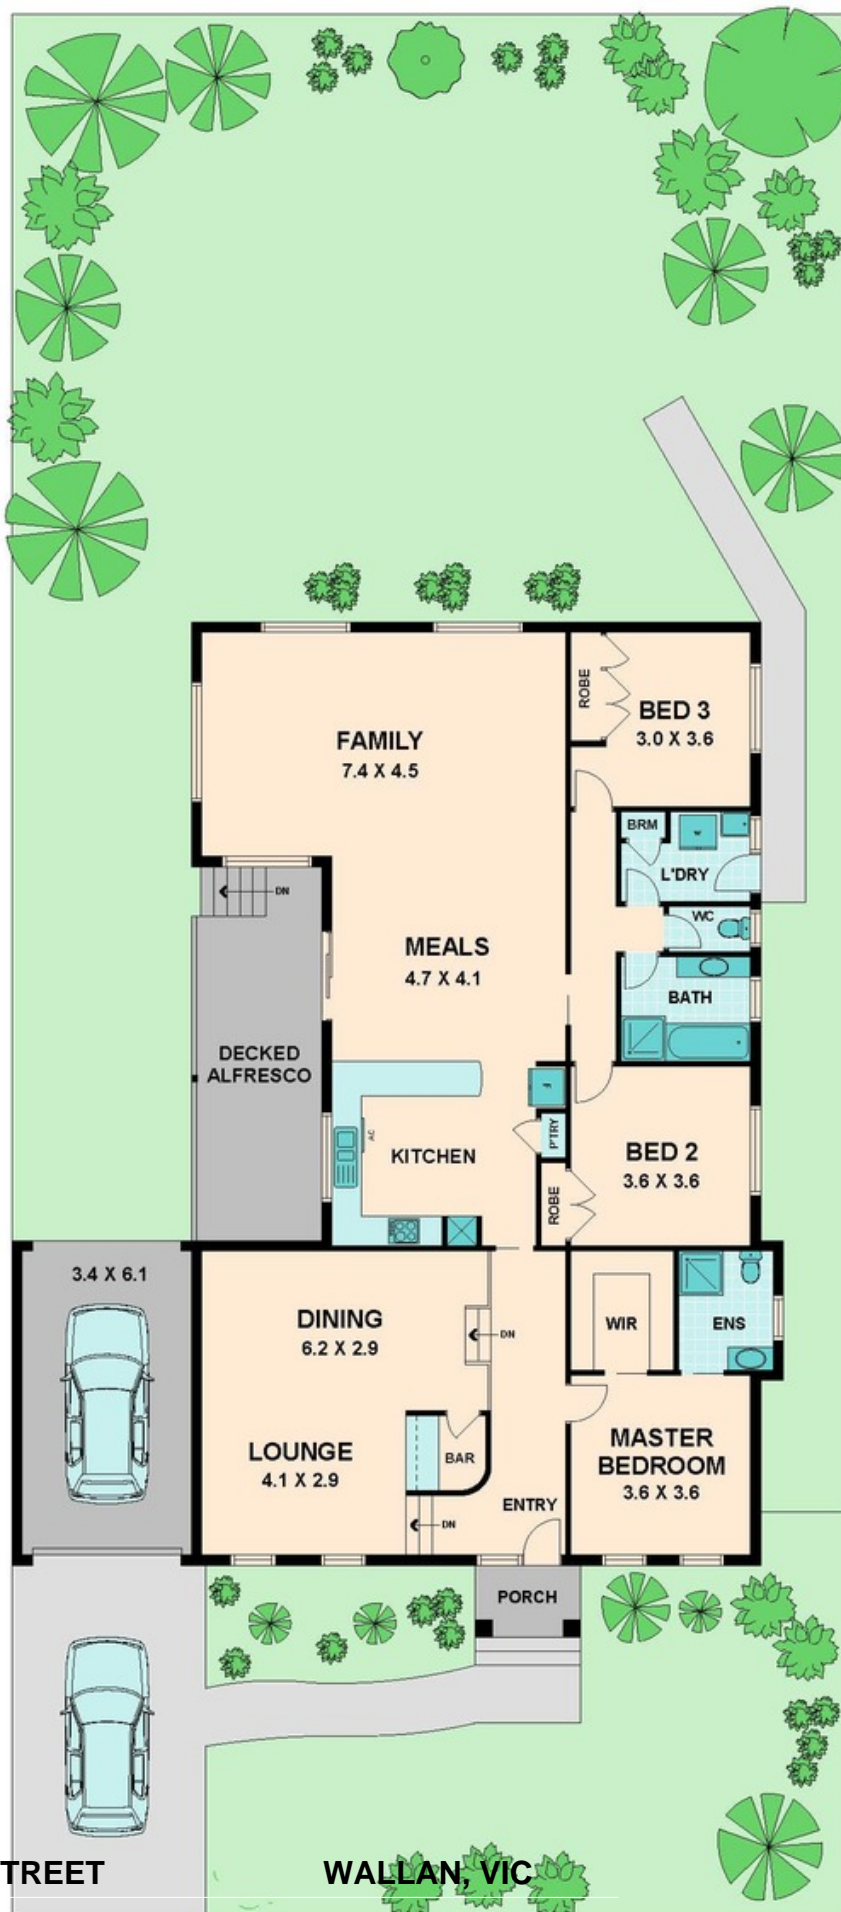 ROBE
BED 3
3.0 X 3.6
FAMILY
7.4 X 4.5
BRM
W
L'DRY
DN
WC
MEALS
4.7 X 4.1
BATH
DECKED
ALFRESCO
AC
P'TRY
KITCHEN
BED 2
3.6 X 3.6
ROBE
3.4 X 6.1
DINING
6.2 X 2.9
DN
WIR
ENS
LOUNGE
4.1 X 2.9
BAR
MASTER
BEDROOM
3.6 X 3.6
ENTRY
DN
PORCH
TREET WALLAN, VIC